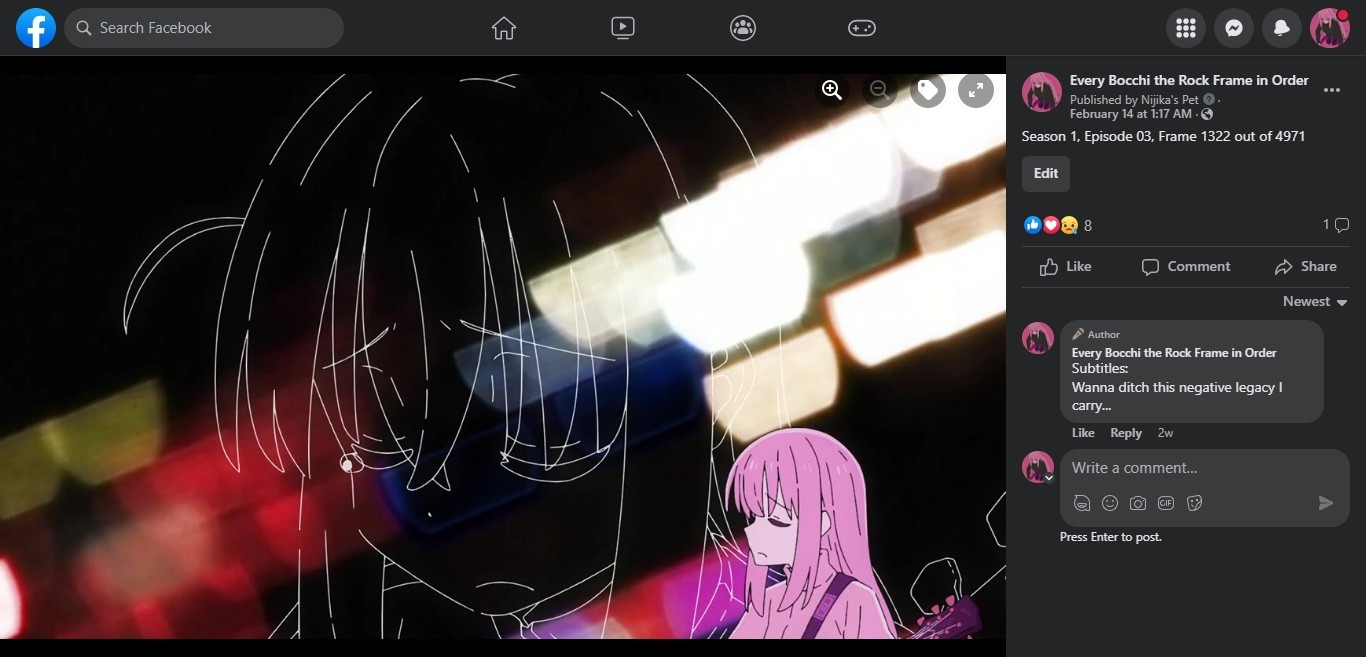 Search Facebook
Every Bocchi the Rock Frame in Order
Published by Nijika's Pet ·
February 14 at 1:17 AM ·
Season 1, Episode 03, Frame 1322 out of 4971
Edit
8
1
Like
Comment
Share
Newest
Author
Every Bocchi the Rock Frame in Order
Subtitles:
Wanna ditch this negative legacy I
carry...
Like Reply 2w
Write a comment...
GIF
Press Enter to post.